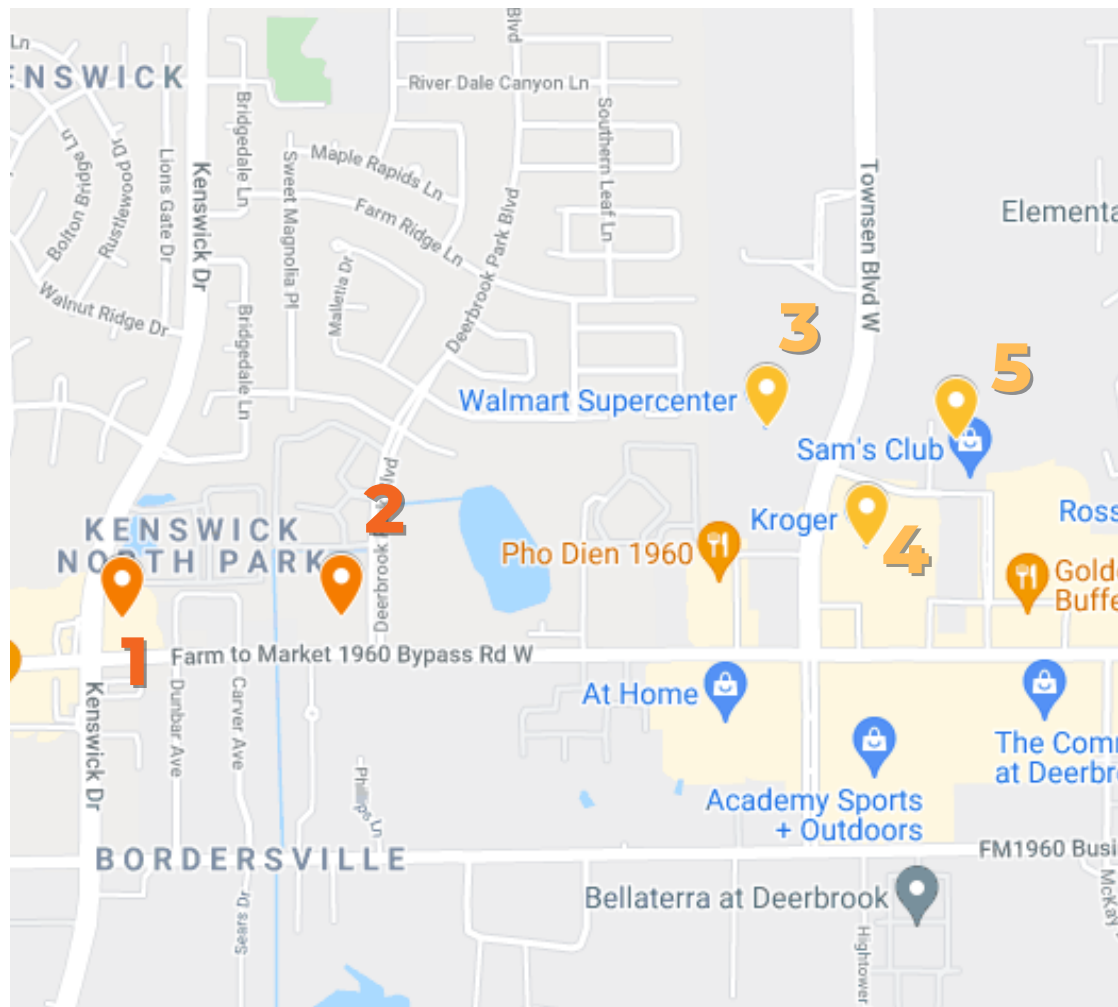 Ln
Blvd
ENSWICK
River Dale Canyon Ln
Bridgedale Ln
Southern Leaf Ln
Bolton Bridge Ln
Rustlewood Dr
Lions Gate Dr
Kenswick Dr
Sweet Magnolia Pl
Maple Rapids Ln
Townsen Blvd W
Farm Ridge Ln
Deerbrook Park Blvd
Elementa
Walnut Ridge Dr
Bridgedale Ln
3
5
Walmart Supercenter
Sam's Club
2
KENSWICK
NORTH PARK
Kroger
4
Ross
Pho Dien 1960
Golde
Buffe
1
Farm to Market 1960 Bypass Rd W
Kenswick Dr
Dunbar Ave
Carver Ave
At Home
The Comm
at Deerbro
Phillips Ln
Academy Sports
+ Outdoors
BORDERSVILLE
FM1960 Busi
McKay
Bellaterra at Deerbrook
Sears Dr
Hightower